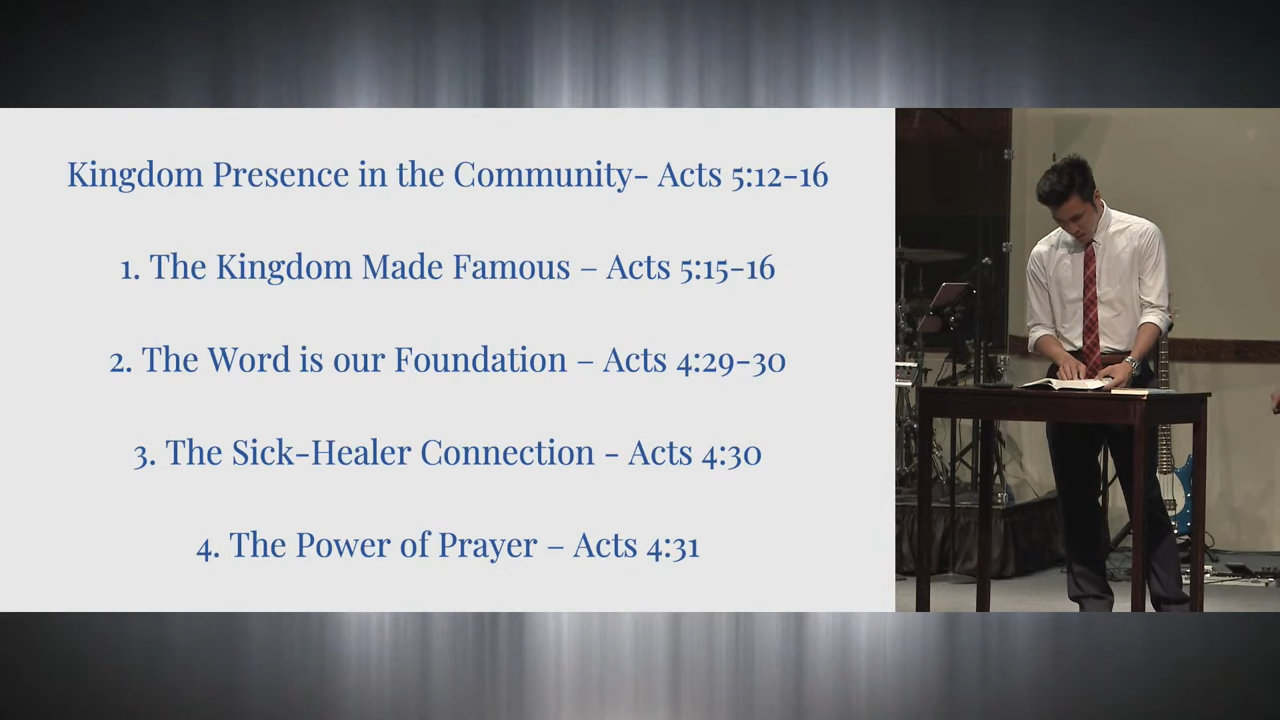 Kingdom Presence in the Community- Acts 5:12-16
1. The Kingdom Made Famous – Acts 5:15-16
2. The Word is our Foundation – Acts 4:29-30
3. The Sick-Healer Connection - Acts 4:30
4. The Power of Prayer – Acts 4:31